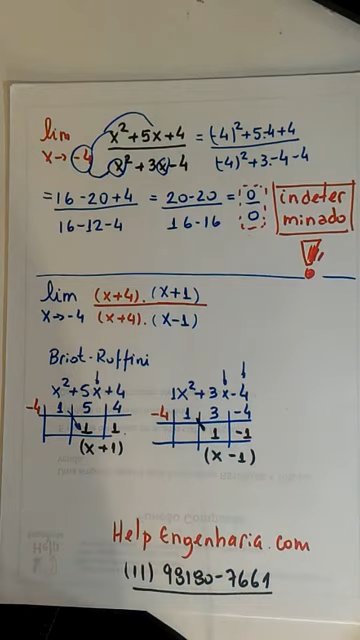 lim x→-4 x²+5x+4 / x²+3x-4 = (-4)²+5·-4+4 / (-4)²+3·-4-4
= 16-20+4 / 16-12-4 = 20-20 / 16-16 = 0/0 indeter minado!
lim x→-4 (x+4)·(x+1) / (x+4)·(x-1)
Briot-Ruffini
x²+5x+4 1x²+3x-4
-4 1 5 4 -4 1 3 -4
1 1 1 -1
(x+1) (x-1)
HelpEngenharia.com
(11) 98180-7661